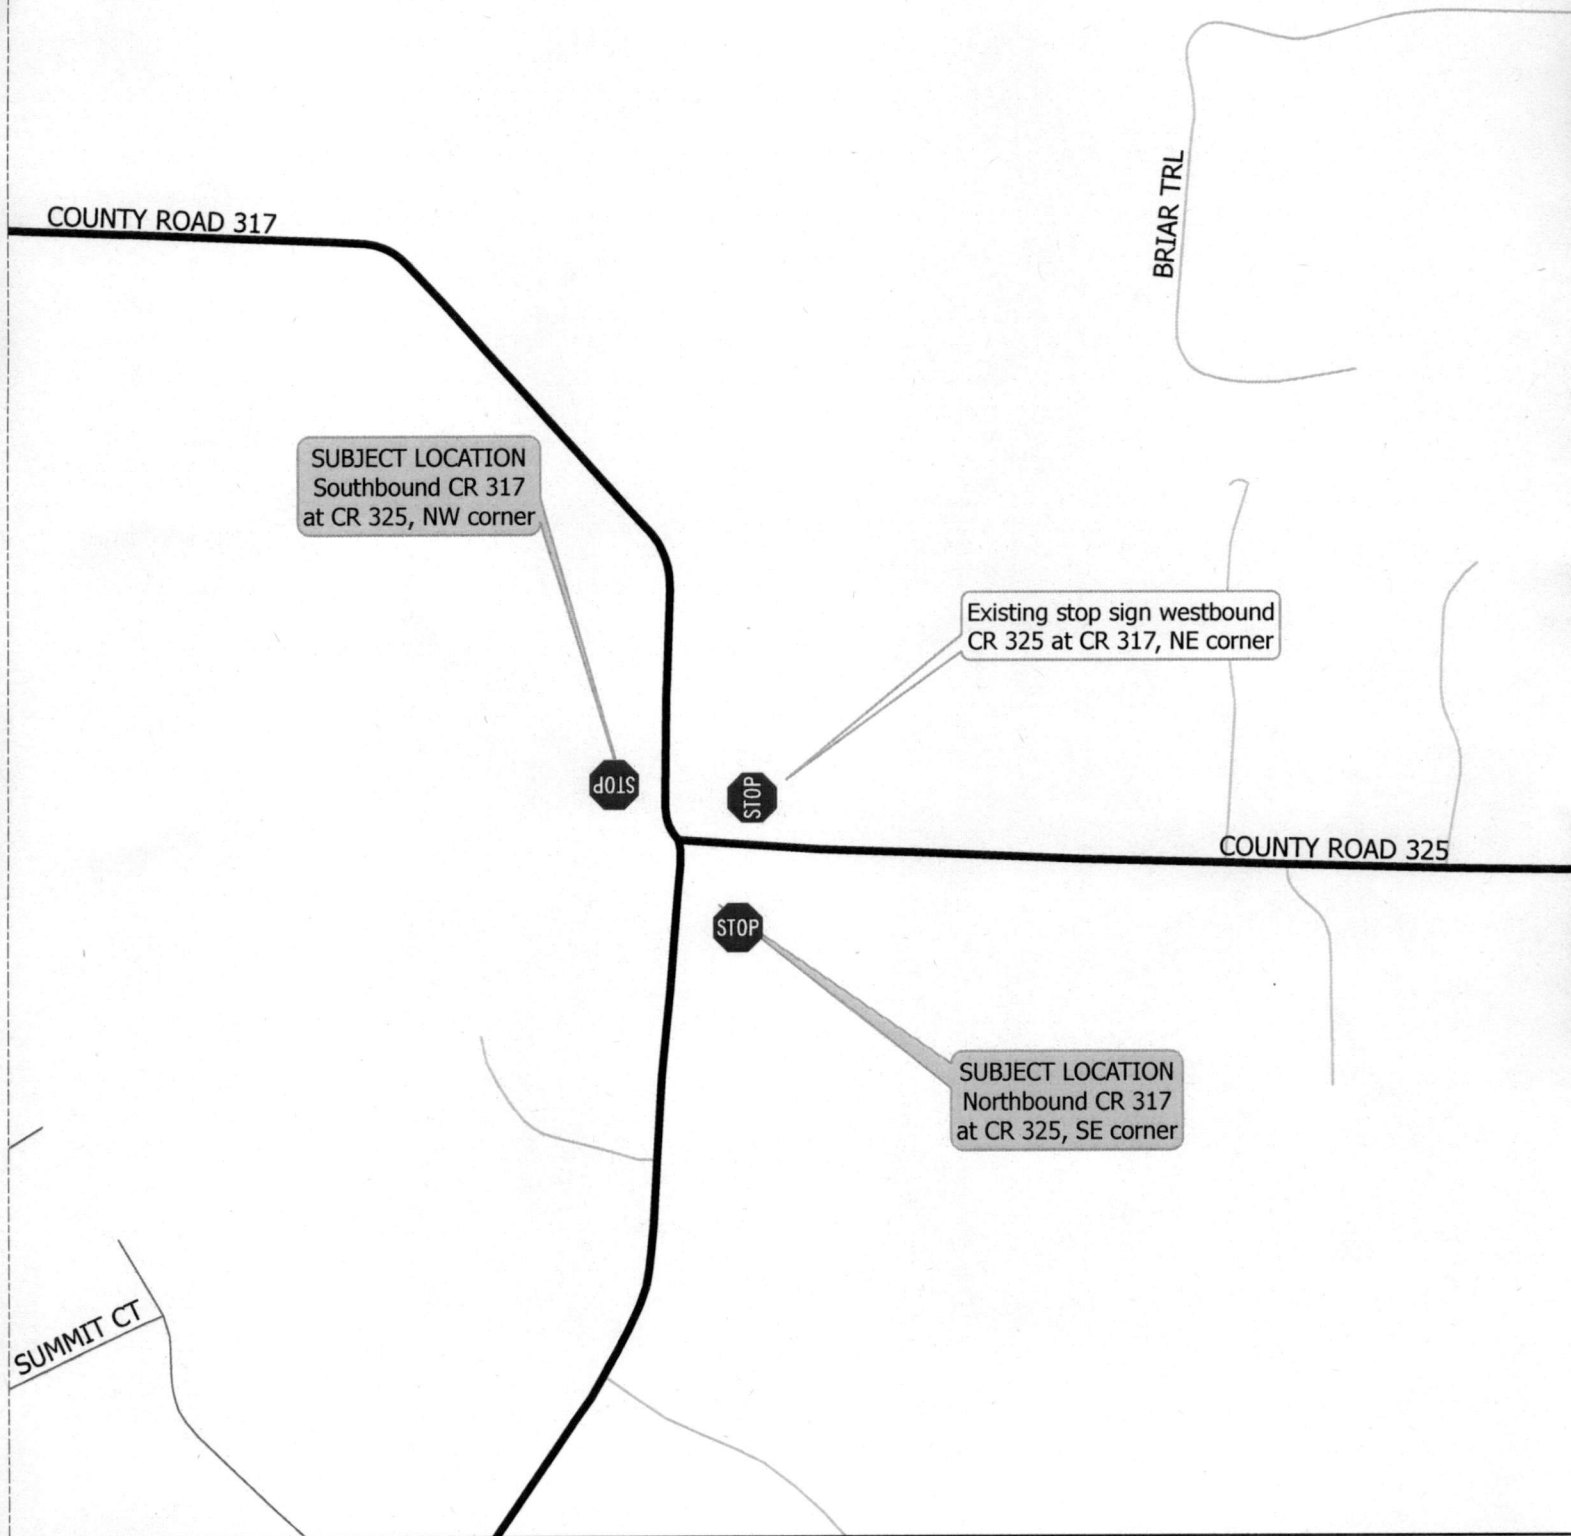 COUNTY ROAD 317
BRIAR TRL
SUBJECT LOCATION
Southbound CR 317
at CR 325, NW corner
Existing stop sign westbound
CR 325 at CR 317, NE corner
STOP
STOP
COUNTY ROAD 325
STOP
SUBJECT LOCATION
Northbound CR 317
at CR 325, SE corner
SUMMIT CT